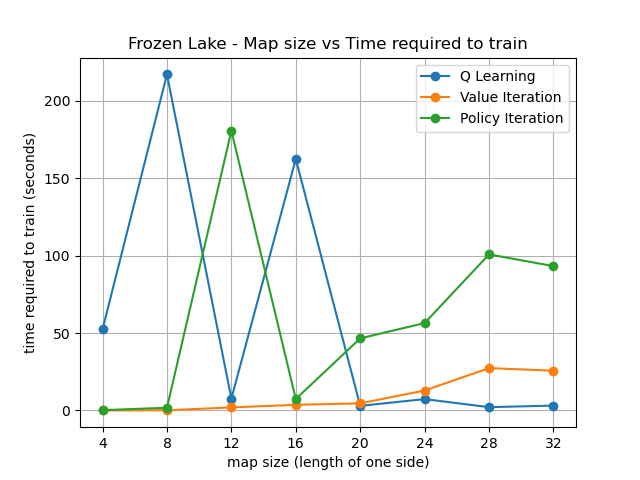 Frozen Lake - Map size vs Time required to train
Q Learning
Value Iteration
Policy Iteration
time required to train (seconds)
200
150
100
50
0
4 8 12 16 20 24 28 32
map size (length of one side)